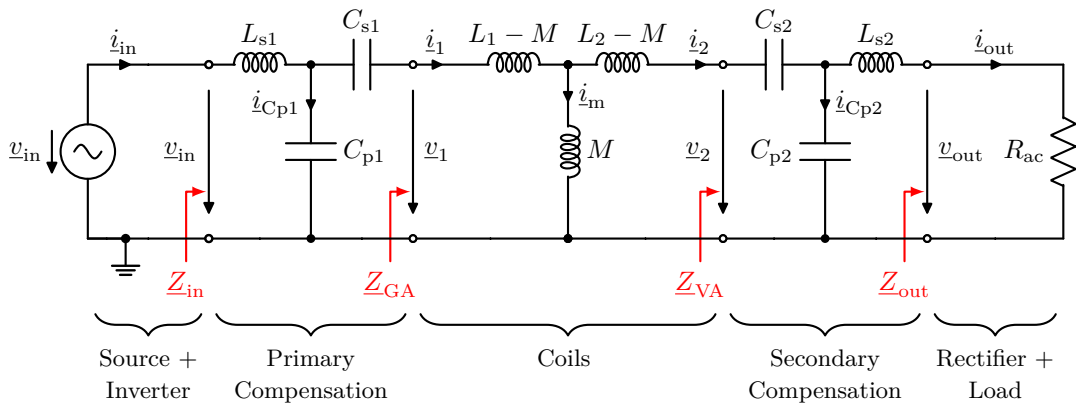 C_s1
C_s2
i_in
L_s1
i_1
L_1 − M
L_2 − M
i_2
L_s2
i_out
i_Cp1
i_m
i_Cp2
v_in
v_in
C_p1
v_1
M
v_2
C_p2
v_out
R_ac
Z_in
Z_GA
Z_VA
Z_out
Source +
Inverter
Primary
Compensation
Coils
Secondary
Compensation
Rectifier +
Load